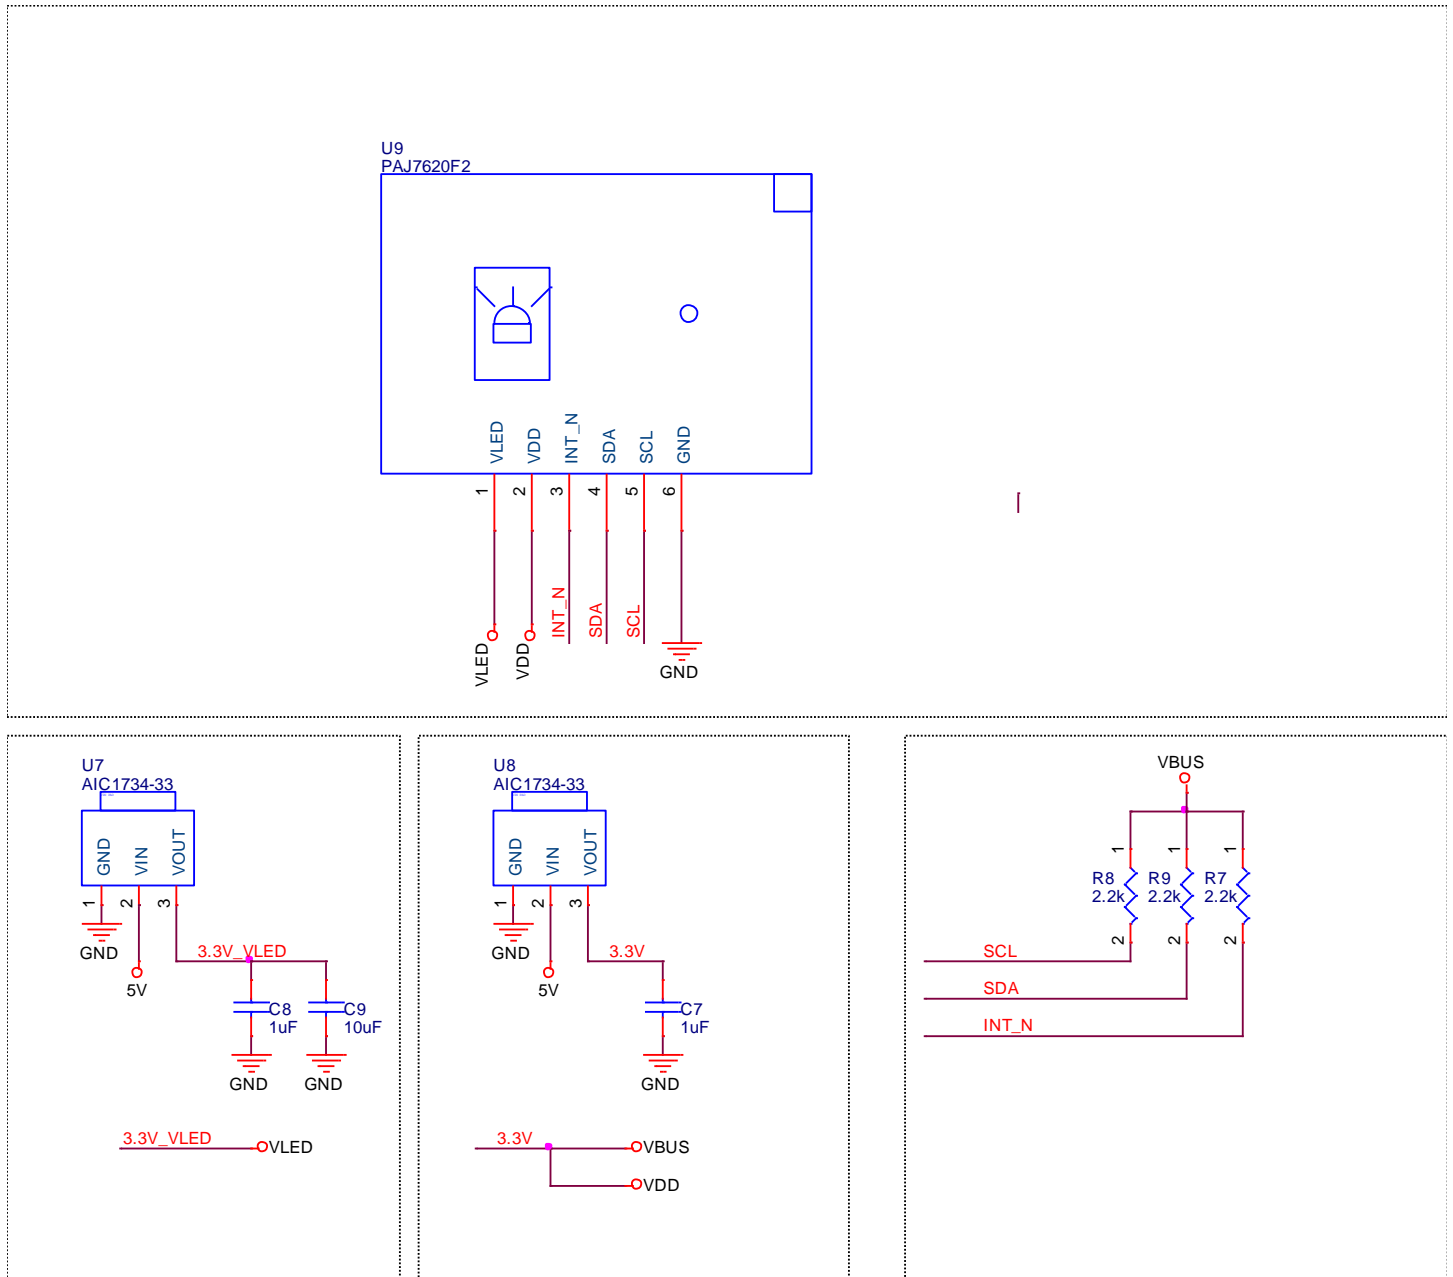 U9
PAJ7620F2
VLED
VDD
INT_N
SDA
SCL
GND
1
2
3
4
5
6
INT_N
SDA
SCL
VLED
VDD
GND
U7
AIC1734-33
GND
VIN
VOUT
1
2
3
GND
5V
3.3V_VLED
C8
1uF
C9
10uF
GND
GND
3.3V_VLED
VLED
U8
AIC1734-33
GND
VIN
VOUT
1
2
3
GND
5V
3.3V
C7
1uF
GND
3.3V
VBUS
VDD
VBUS
1
1
1
R8
2.2k
R9
2.2k
R7
2.2k
2
2
2
SCL
SDA
INT_N